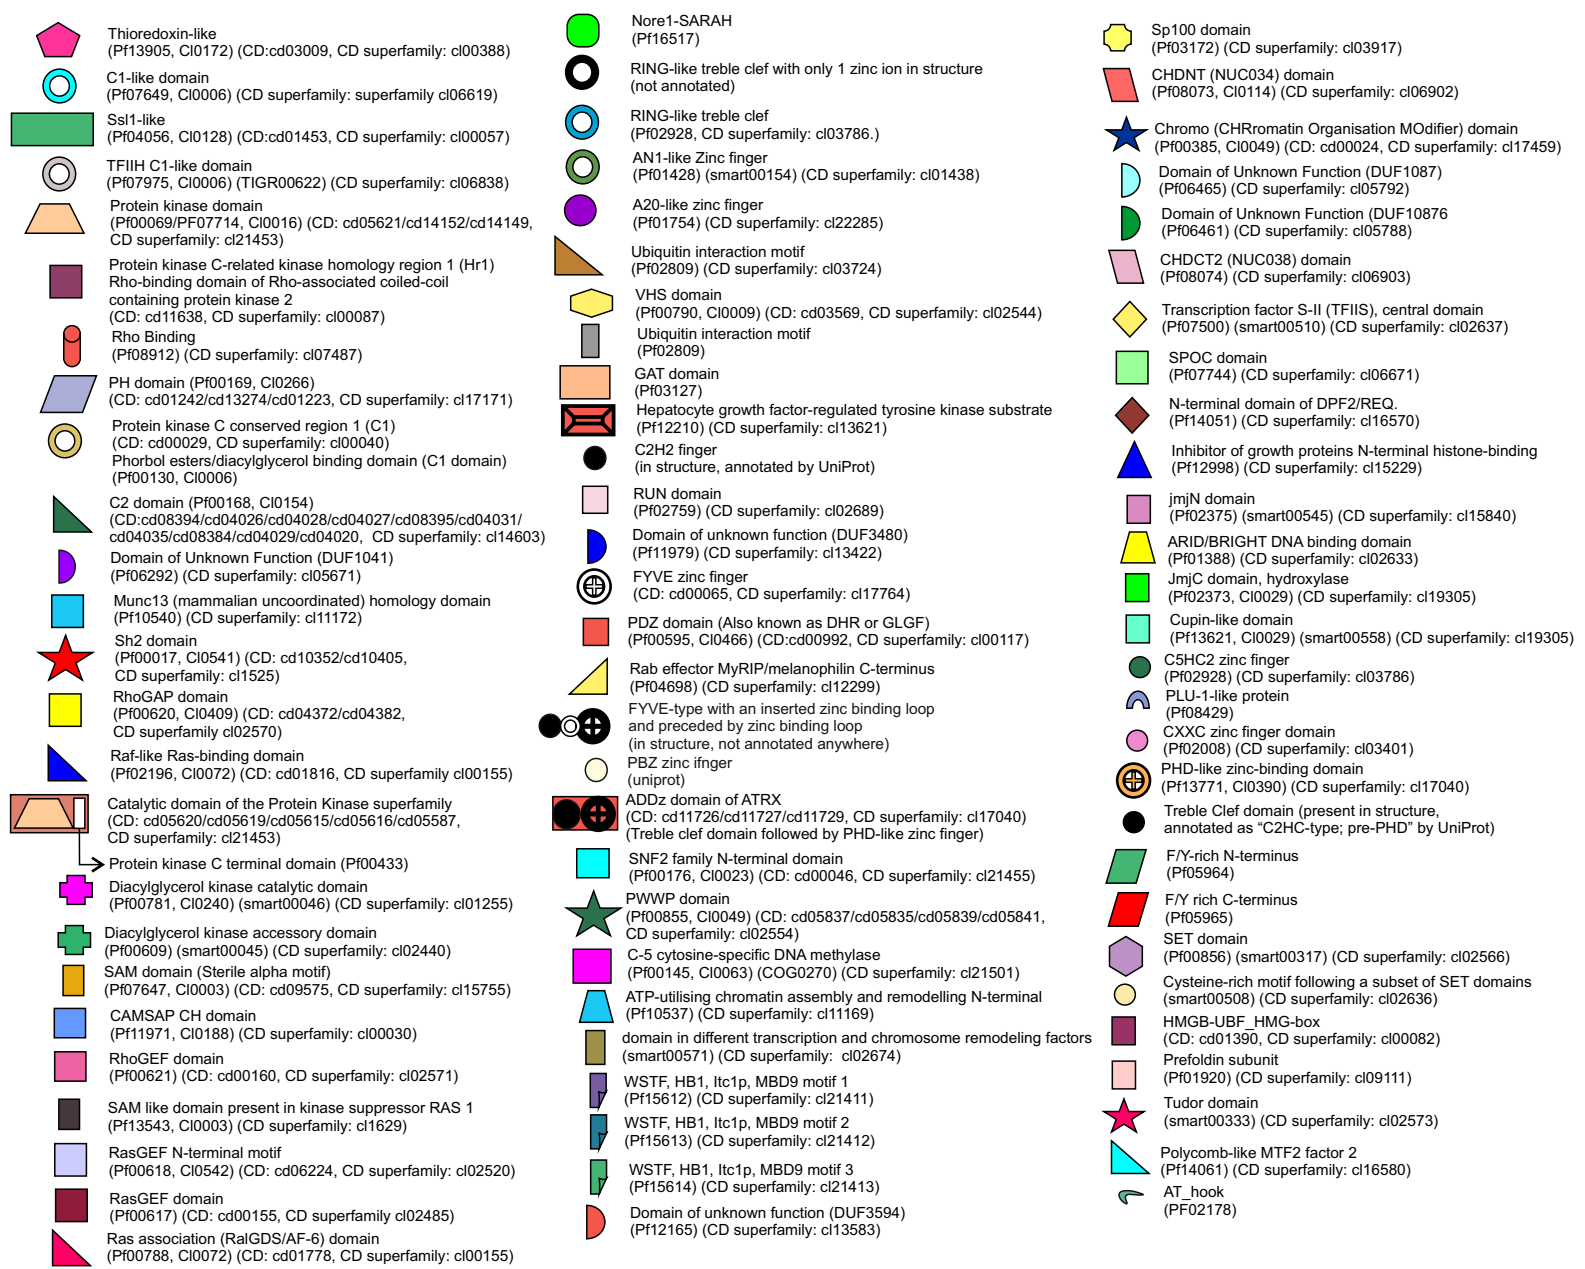 Thioredoxin-like
(Pf13905, Cl0172) (CD:cd03009, CD superfamily: cl00388)
C1-like domain
(Pf07649, Cl0006) (CD superfamily: superfamily cl06619)
Ssl1-like
(Pf04056, Cl0128) (CD:cd01453, CD superfamily: cl00057)
TFIIH C1-like domain
(Pf07975, Cl0006) (TIGR00622) (CD superfamily: cl06838)
Protein kinase domain
(Pf00069/PF07714, Cl0016) (CD: cd05621/cd14152/cd14149,
CD superfamily: cl21453)
Protein kinase C-related kinase homology region 1 (Hr1)
Rho-binding domain of Rho-associated coiled-coil
containing protein kinase 2
(CD: cd11638, CD superfamily: cl00087)
Rho Binding
(Pf08912) (CD superfamily: cl07487)
PH domain (Pf00169, Cl0266)
(CD: cd01242/cd13274/cd01223, CD superfamily: cl17171)
Protein kinase C conserved region 1 (C1)
(CD: cd00029, CD superfamily: cl00040)
Phorbol esters/diacylglycerol binding domain (C1 domain)
(Pf00130, Cl0006)
C2 domain (Pf00168, Cl0154)
(CD:cd08394/cd04026/cd04028/cd04027/cd08395/cd04031/
cd04035/cd08384/cd04029/cd04020, CD superfamily: cl14603)
Domain of Unknown Function (DUF1041)
(Pf06292) (CD superfamily: cl05671)
Munc13 (mammalian uncoordinated) homology domain
(Pf10540) (CD superfamily: cl11172)
Sh2 domain
(Pf00017, Cl0541) (CD: cd10352/cd10405,
CD superfamily: cl1525)
RhoGAP domain
(Pf00620, Cl0409) (CD: cd04372/cd04382,
CD superfamily cl02570)
Raf-like Ras-binding domain
(Pf02196, Cl0072) (CD: cd01816, CD superfamily cl00155)
Catalytic domain of the Protein Kinase superfamily
(CD: cd05620/cd05619/cd05615/cd05616/cd05587,
CD superfamily: cl21453)
Protein kinase C terminal domain (Pf00433)
Diacylglycerol kinase catalytic domain
(Pf00781, Cl0240) (smart00046) (CD superfamily: cl01255)
Diacylglycerol kinase accessory domain
(Pf00609) (smart00045) (CD superfamily: cl02440)
SAM domain (Sterile alpha motif)
(Pf07647, Cl0003) (CD: cd09575, CD superfamily: cl15755)
CAMSAP CH domain
(Pf11971, Cl0188) (CD superfamily: cl00030)
RhoGEF domain
(Pf00621) (CD: cd00160, CD superfamily: cl02571)
SAM like domain present in kinase suppressor RAS 1
(Pf13543, Cl0003) (CD superfamily: cl1629)
RasGEF N-terminal motif
(Pf00618, Cl0542) (CD: cd06224, CD superfamily: cl02520)
RasGEF domain
(Pf00617) (CD: cd00155, CD superfamily cl02485)
Ras association (RalGDS/AF-6) domain
(Pf00788, Cl0072) (CD: cd01778, CD superfamily: cl00155)
Nore1-SARAH
(Pf16517)
RING-like treble clef with only 1 zinc ion in structure
(not annotated)
RING-like treble clef
(Pf02928, CD superfamily: cl03786.)
AN1-like Zinc finger
(Pf01428) (smart00154) (CD superfamily: cl01438)
A20-like zinc finger
(Pf01754) (CD superfamily: cl22285)
Ubiquitin interaction motif
(Pf02809) (CD superfamily: cl03724)
VHS domain
(Pf00790, Cl0009) (CD: cd03569, CD superfamily: cl02544)
Ubiquitin interaction motif
(Pf02809)
GAT domain
(Pf03127)
Hepatocyte growth factor-regulated tyrosine kinase substrate
(Pf12210) (CD superfamily: cl13621)
C2H2 finger
(in structure, annotated by UniProt)
RUN domain
(Pf02759) (CD superfamily: cl02689)
Domain of unknown function (DUF3480)
(Pf11979) (CD superfamily: cl13422)
FYVE zinc finger
(CD: cd00065, CD superfamily: cl17764)
PDZ domain (Also known as DHR or GLGF)
(Pf00595, Cl0466) (CD:cd00992, CD superfamily: cl00117)
Rab effector MyRIP/melanophilin C-terminus
(Pf04698) (CD superfamily: cl12299)
FYVE-type with an inserted zinc binding loop
and preceded by zinc binding loop
(in structure, not annotated anywhere)
PBZ zinc ifnger
(uniprot)
ADDz domain of ATRX
(CD: cd11726/cd11727/cd11729, CD superfamily: cl17040)
(Treble clef domain followed by PHD-like zinc finger)
SNF2 family N-terminal domain
(Pf00176, Cl0023) (CD: cd00046, CD superfamily: cl21455)
PWWP domain
(Pf00855, Cl0049) (CD: cd05837/cd05835/cd05839/cd05841,
CD superfamily: cl02554)
C-5 cytosine-specific DNA methylase
(Pf00145, Cl0063) (COG0270) (CD superfamily: cl21501)
ATP-utilising chromatin assembly and remodelling N-terminal
(Pf10537) (CD superfamily: cl11169)
domain in different transcription and chromosome remodeling factors
(smart00571) (CD superfamily: cl02674)
WSTF, HB1, Itc1p, MBD9 motif 1
(Pf15612) (CD superfamily: cl21411)
WSTF, HB1, Itc1p, MBD9 motif 2
(Pf15613) (CD superfamily: cl21412)
WSTF, HB1, Itc1p, MBD9 motif 3
(Pf15614) (CD superfamily: cl21413)
Domain of unknown function (DUF3594)
(Pf12165) (CD superfamily: cl13583)
Sp100 domain
(Pf03172) (CD superfamily: cl03917)
CHDNT (NUC034) domain
(Pf08073, Cl0114) (CD superfamily: cl06902)
Chromo (CHRromatin Organisation MOdifier) domain
(Pf00385, Cl0049) (CD: cd00024, CD superfamily: cl17459)
Domain of Unknown Function (DUF1087)
(Pf06465) (CD superfamily: cl05792)
Domain of Unknown Function (DUF10876
(Pf06461) (CD superfamily: cl05788)
CHDCT2 (NUC038) domain
(Pf08074) (CD superfamily: cl06903)
Transcription factor S-II (TFIIS), central domain
(Pf07500) (smart00510) (CD superfamily: cl02637)
SPOC domain
(Pf07744) (CD superfamily: cl06671)
N-terminal domain of DPF2/REQ.
(Pf14051) (CD superfamily: cl16570)
Inhibitor of growth proteins N-terminal histone-binding
(Pf12998) (CD superfamily: cl15229)
jmjN domain
(Pf02375) (smart00545) (CD superfamily: cl15840)
ARID/BRIGHT DNA binding domain
(Pf01388) (CD superfamily: cl02633)
JmjC domain, hydroxylase
(Pf02373, Cl0029) (CD superfamily: cl19305)
Cupin-like domain
(Pf13621, Cl0029) (smart00558) (CD superfamily: cl19305)
C5HC2 zinc finger
(Pf02928) (CD superfamily: cl03786)
PLU-1-like protein
(Pf08429)
CXXC zinc finger domain
(Pf02008) (CD superfamily: cl03401)
PHD-like zinc-binding domain
(Pf13771, Cl0390) (CD superfamily: cl17040)
Treble Clef domain (present in structure,
annotated as “C2HC-type; pre-PHD” by UniProt)
F/Y-rich N-terminus
(Pf05964)
F/Y rich C-terminus
(Pf05965)
SET domain
(Pf00856) (smart00317) (CD superfamily: cl02566)
Cysteine-rich motif following a subset of SET domains
(smart00508) (CD superfamily: cl02636)
HMGB-UBF_HMG-box
(CD: cd01390, CD superfamily: cl00082)
Prefoldin subunit
(Pf01920) (CD superfamily: cl09111)
Tudor domain
(smart00333) (CD superfamily: cl02573)
Polycomb-like MTF2 factor 2
(Pf14061) (CD superfamily: cl16580)
AT_hook
(PF02178)